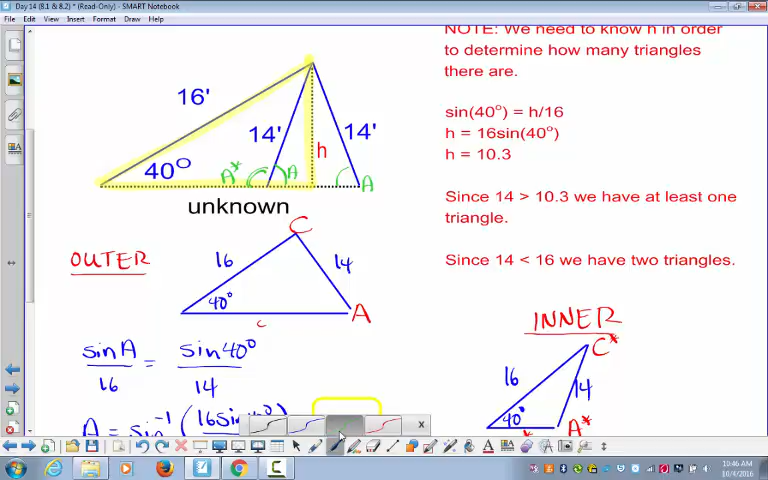 Day 14 (8.1 & 8.2) * (Read-Only) — SMART Notebook
File Edit View Insert Format Tools Draw Help
NOTE: We need to know h in order
to determine how many triangles
there are.
sin(40°) = h/16
h = 16sin(40°)
h = 10.3
Since 14 > 10.3 we have at least one
triangle.
Since 14 < 16 we have two triangles.
16'
14'
14'
h
40°
A*
A
A
unknown
OUTER
C
16
14
40°
A
c
sinA
16
=
sin40°
14
A = sin⁻¹ (16sin
INNER
C*
16
14
40°
A*
10:46 AM
10/4/2016